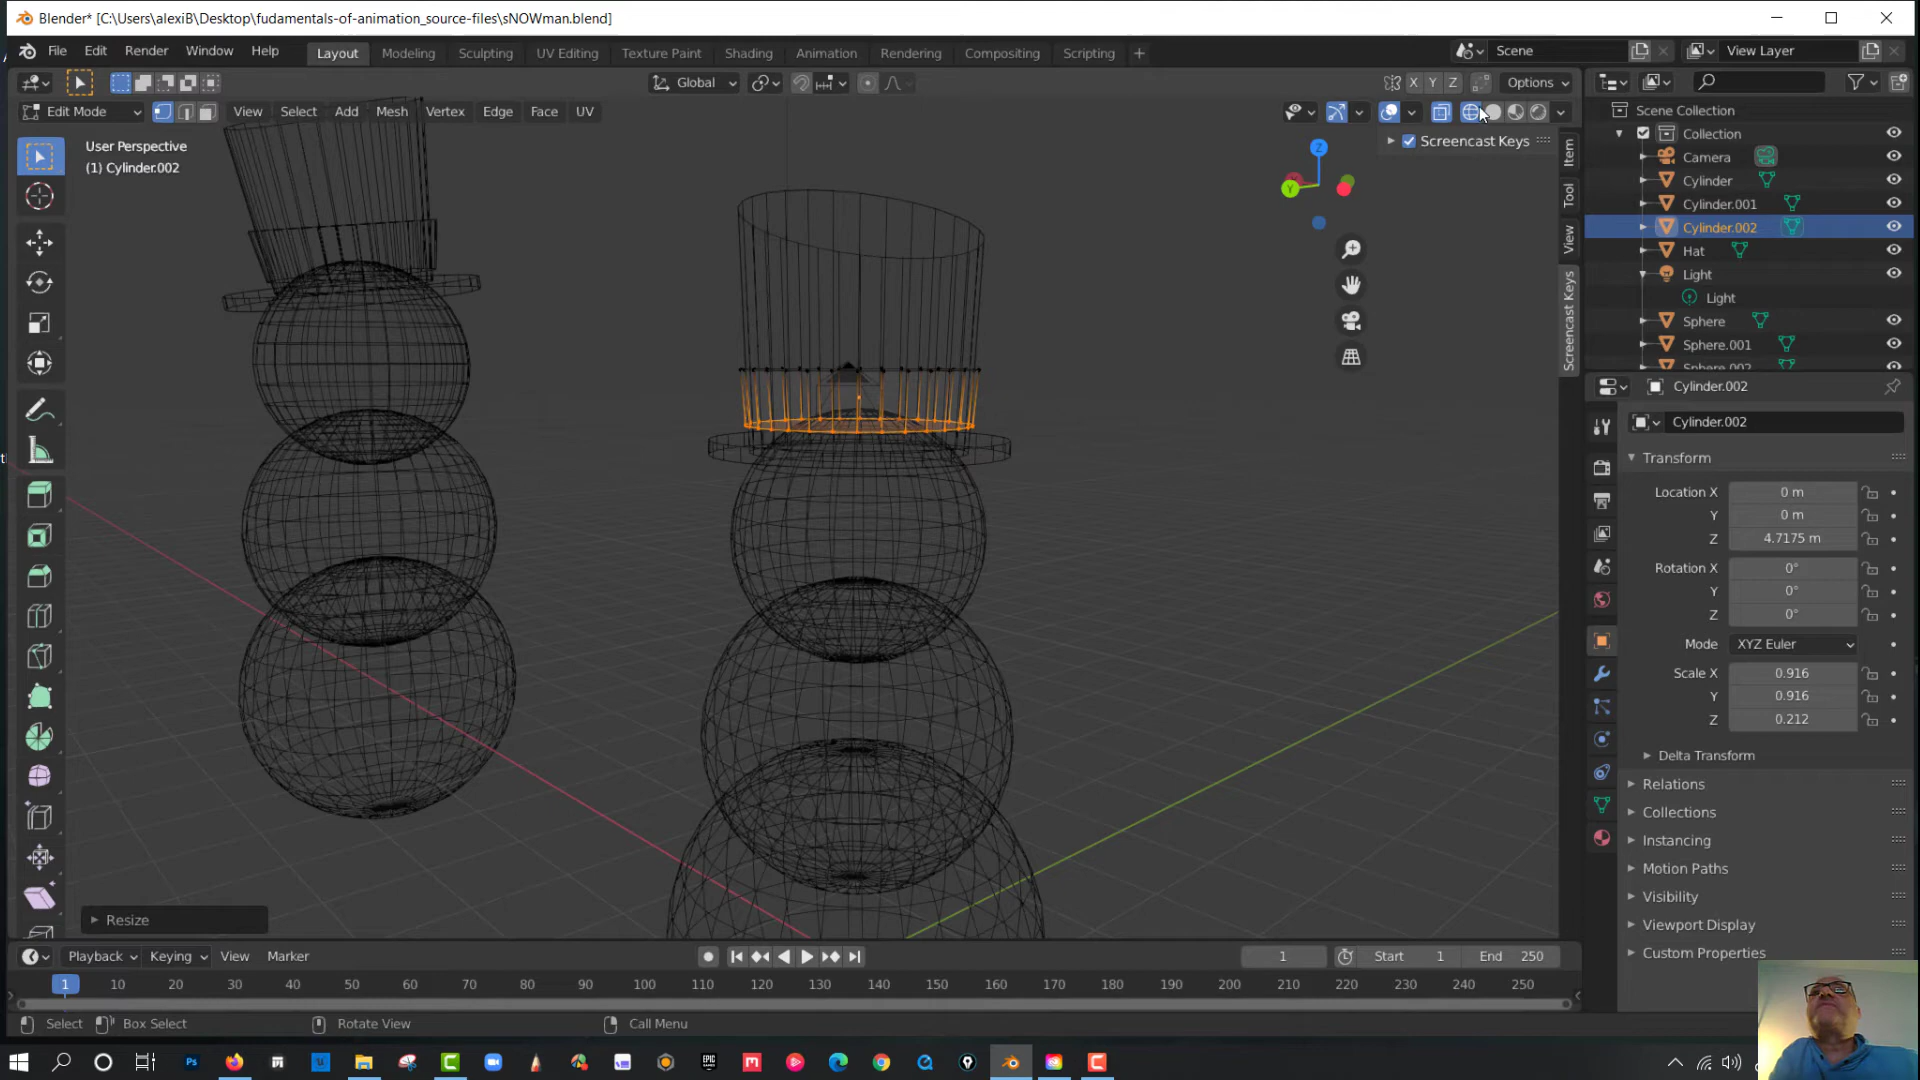 Blender* [C:\Users\alexiB\Desktop\fudamentals-of-animation_source-files\sNOWman.blend]
File Edit Render Window Help Layout Modeling Sculpting UV Editing Texture Paint Shading Animation Rendering Compositing Scripting + Scene View Layer
Global X Y Z Options
Edit Mode View Select Add Mesh Vertex Edge Face UV
User Perspective
(1) Cylinder.002
Screencast Keys
Z
Y
Item
Tool
View
Screencast Keys
Scene Collection
Collection
Camera
Cylinder
Cylinder.001
Cylinder.002
Hat
Light
Light
Sphere
Sphere.001
Sphere.002
Cylinder.002
Cylinder.002
Transform
Location X 0 m
Y 0 m
Z 4.7175 m
Rotation X 0°
Y 0°
Z 0°
Mode XYZ Euler
Scale X 0.916
Y 0.916
Z 0.212
Delta Transform
Relations
Collections
Instancing
Motion Paths
Visibility
Viewport Display
Custom Properties
Resize
Playback Keying View Marker 1 Start 1 End 250
1 10 20 30 40 50 60 70 80 90 100 110 120 130 140 150 160 170 180 190 200 210 220 230 240 250
Select Box Select Rotate View Call Menu
Ps
EPIC
GAMES